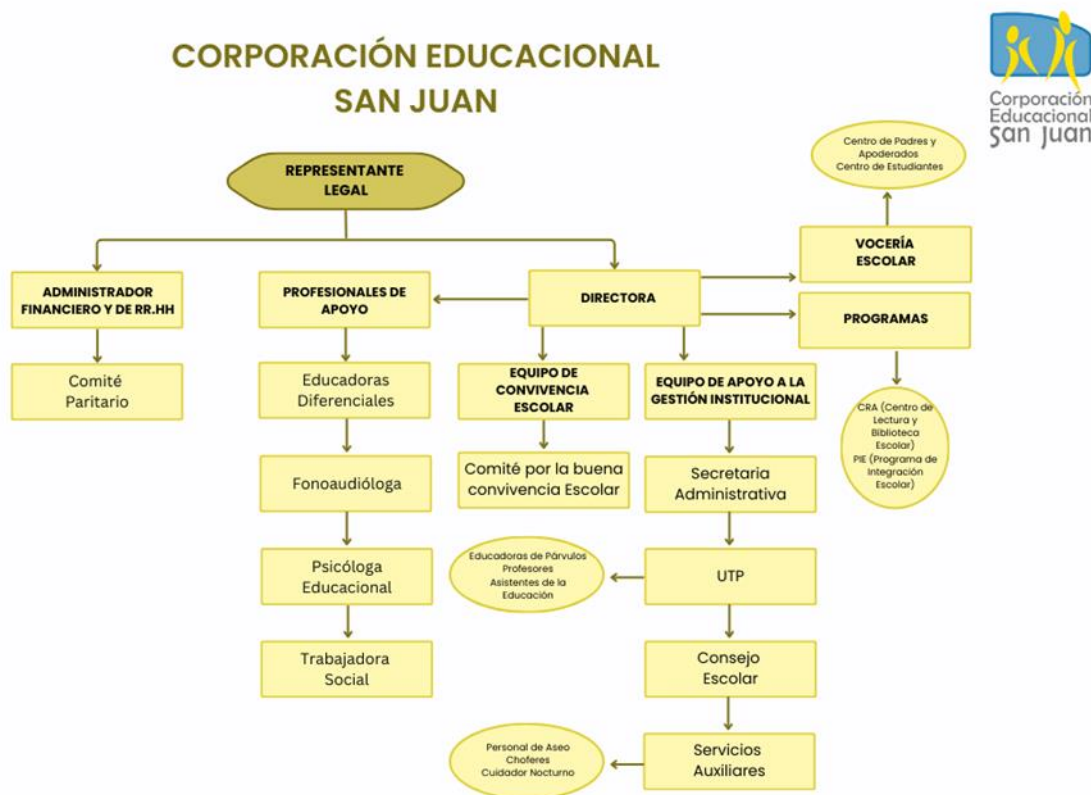 CORPORACIÓN EDUCACIONAL
SAN JUAN
Corporación
Educacional
San Juan
REPRESENTANTE
LEGAL
Centro de Padres y
Apoderados
Centro de Estudiantes
VOCERÍA
ESCOLAR
ADMINISTRADOR
FINANCIERO Y DE RR.HH
PROFESIONALES DE
APOYO
DIRECTORA
PROGRAMAS
Comité
Paritario
Educadoras
Diferenciales
EQUIPO DE
CONVIVENCIA
ESCOLAR
EQUIPO DE APOYO A LA
GESTIÓN INSTITUCIONAL
CRA (Centro de
Lectura y
Biblioteca
Escolar)
PIE (Programa de
Integración
Escolar)
Fonoaudióloga
Comité por la buena
convivencia Escolar
Secretaria
Administrativa
Psicóloga
Educacional
Educadoras de Párvulos
Profesores
Asistentes de la
Educación
UTP
Trabajadora
Social
Consejo
Escolar
Personal de Aseo
Choferes
Cuidador Nocturno
Servicios
Auxiliares